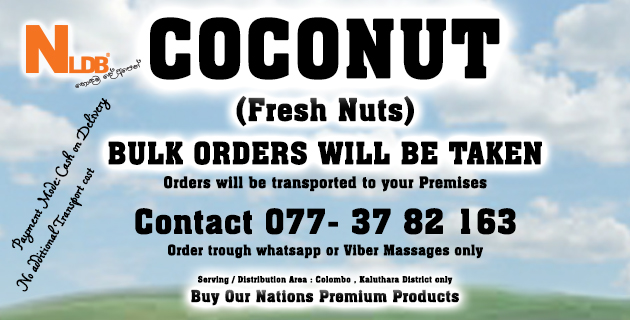 NLDB
COCONUT
(Fresh Nuts)
BULK ORDERS WILL BE TAKEN
Orders will be transported to your Premises
Contact 077- 37 82 163
Order trough whatsapp or Viber Massages only
Serving / Distribution Area : Colombo , Kaluthara District only
Buy Our Nations Premium Products
Payment Mode: Cash on Delivery
No additional Transport cost